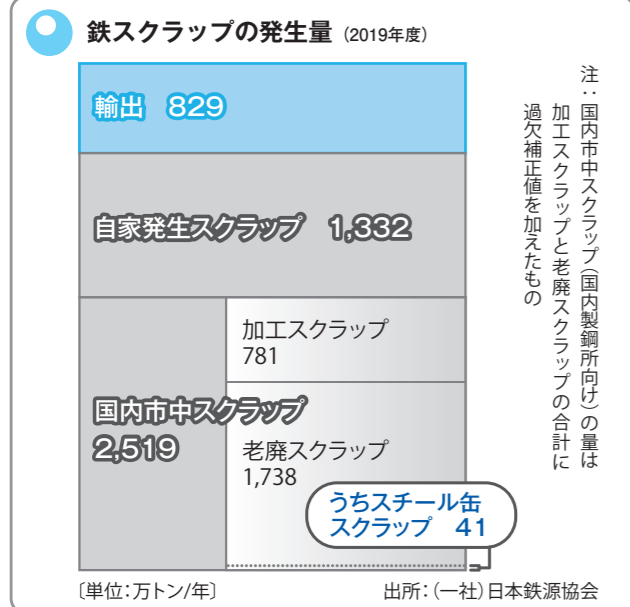 鉄スクラップの発生量（2019年度）
輸出　829
自家発生スクラップ　1,332
国内市中スクラップ
2,519
加工スクラップ
781
老廃スクラップ
1,738
うちスチール缶
スクラップ　41
注：国内市中スクラップ（国内製鋼所向け）の量は
加工スクラップと老廃スクラップの合計に
過欠補正値を加えたもの
〔単位：万トン/年〕
出所：（一社）日本鉄源協会